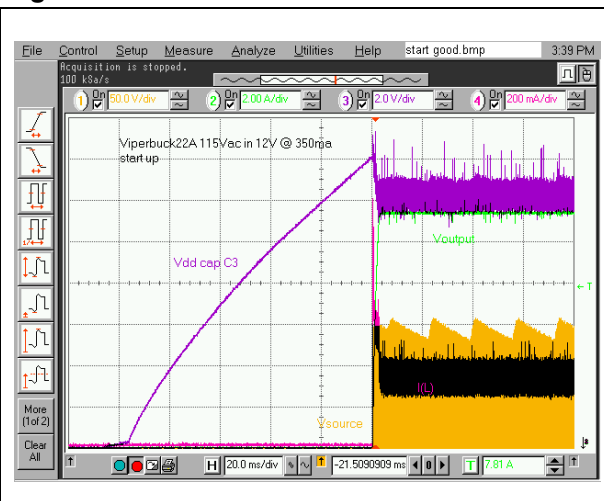 File Control Setup Measure Analyze Utilities Help start good.bmp 3:39 PM
Acquisition is stopped.
100 kSa/s
1 On 50.0 V/div 2 On 2.00 A/div 3 On 2.0 V/div 4 On 200 mA/div
Viperbuck22A 115Vac in 12V @ 350ma
start up
Voutput
Vdd cap C3
T
I(L)
Vsource
More
(1of 2)
Clear
All
H 20.0 ms/div -21.5090909 ms 0 T 7.81 A